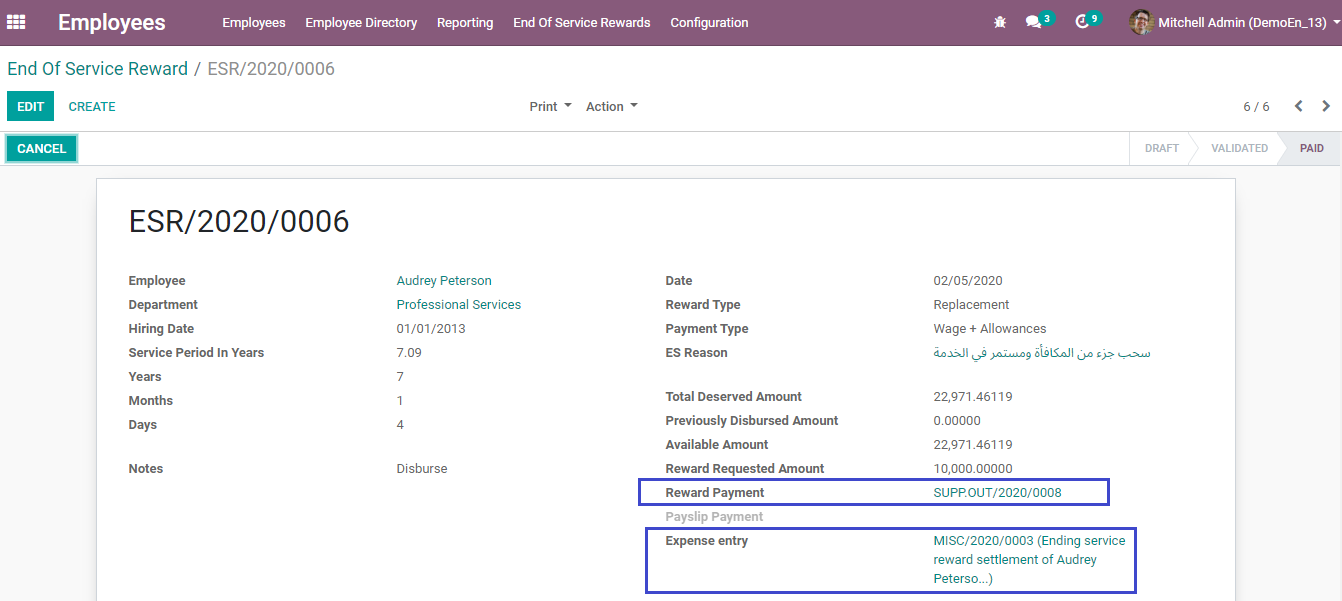 Employees
Employees Employee Directory Reporting End Of Service Rewards Configuration
3 9 Mitchell Admin (DemoEn_13)
End Of Service Reward / ESR/2020/0006
EDIT CREATE Print Action 6 / 6
CANCEL DRAFT VALIDATED PAID
ESR/2020/0006
Employee Audrey Peterson Date 02/05/2020
Department Professional Services Reward Type Replacement
Hiring Date 01/01/2013 Payment Type Wage + Allowances
Service Period In Years 7.09 ES Reason سحب جزء من المكافأة ومستمر في الخدمة
Years 7
Months 1 Total Deserved Amount 22,971.46119
Days 4 Previously Disbursed Amount 0.00000
Available Amount 22,971.46119
Notes Disburse Reward Requested Amount 10,000.00000
Reward Payment SUPP.OUT/2020/0008
Payslip Payment
Expense entry MISC/2020/0003 (Ending service
reward settlement of Audrey
Peterso...)